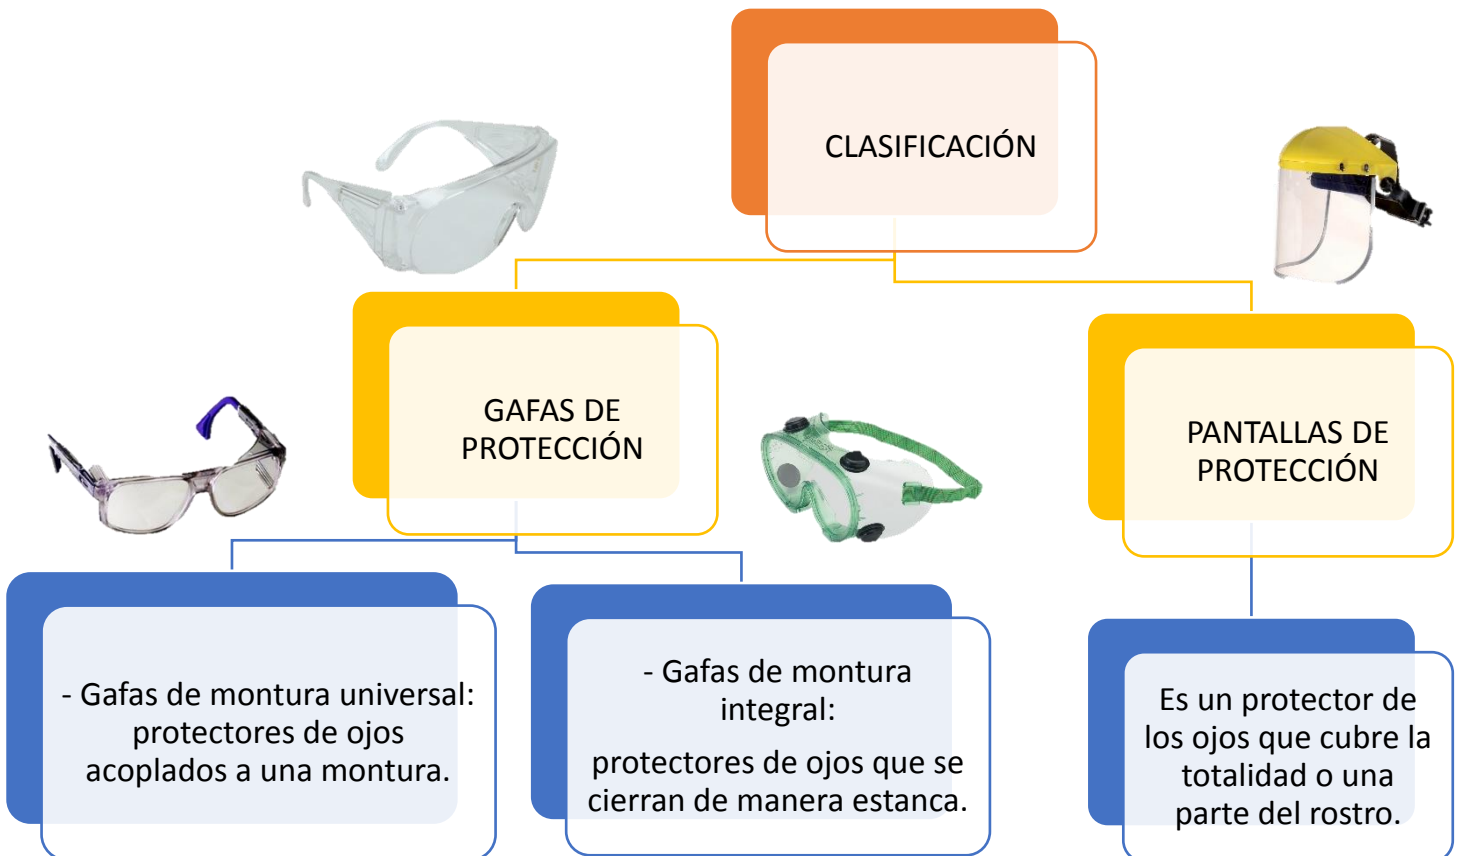 CLASIFICACIÓN
GAFAS DE
PROTECCIÓN
PANTALLAS DE
PROTECCIÓN
- Gafas de montura universal:
protectores de ojos
acoplados a una montura.
- Gafas de montura
integral:
protectores de ojos que se
cierran de manera estanca.
Es un protector de
los ojos que cubre la
totalidad o una
parte del rostro.